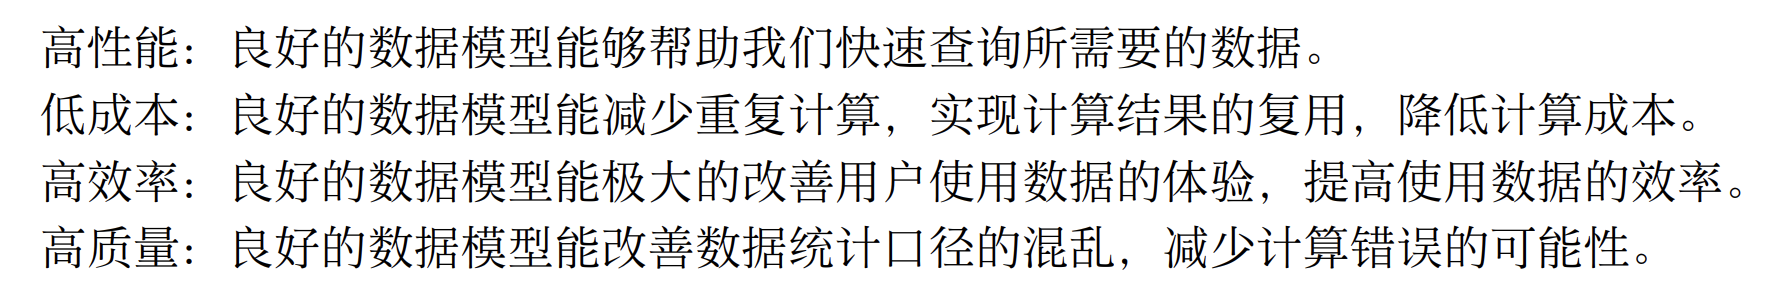 高性能：良好的数据模型能够帮助我们快速查询所需要的数据。
低成本：良好的数据模型能减少重复计算，实现计算结果的复用，降低计算成本。
高效率：良好的数据模型能极大的改善用户使用数据的体验，提高使用数据的效率。
高质量：良好的数据模型能改善数据统计口径的混乱，减少计算错误的可能性。